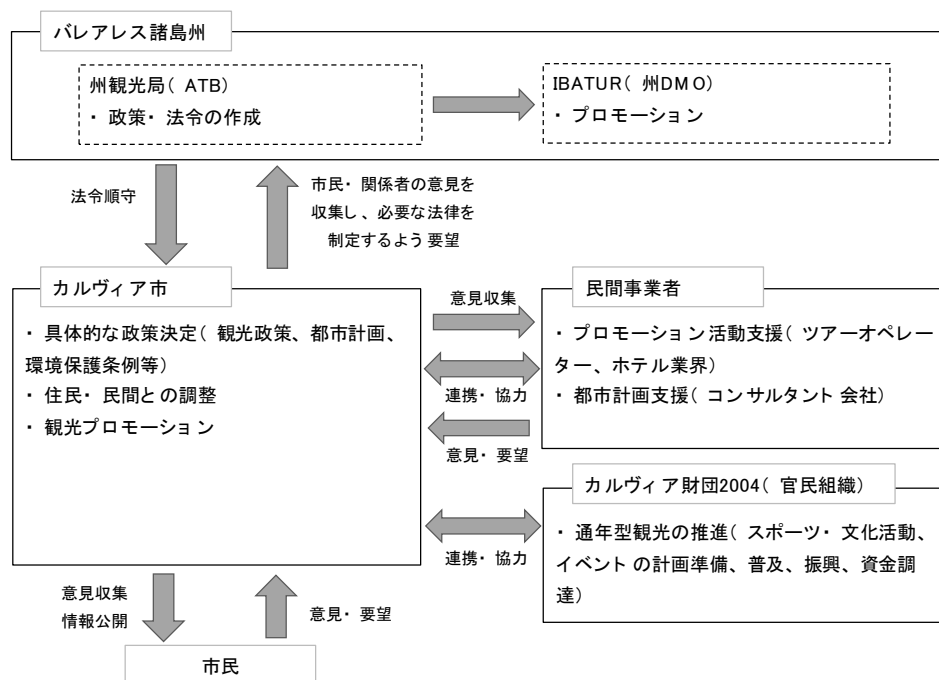 バレアレス諸島州
州観光局( ATB)
・ 政策・ 法令の作成
IBATUR( 州DMO)
・ プロモーション
法令順守
市民・ 関係者の意見を
収集し、必要な法律を
制定するよう要望
カルヴィア市
・ 具体的な政策決定( 観光政策、都市計画、
環境保護条例等)
・ 住民・ 民間との調整
・ 観光プロモーション
意見収集
連携・ 協力
意見・ 要望
民間事業者
・ プロモーション活動支援( ツアーオペレー
ター、ホテル業界)
・ 都市計画支援( コンサルタント会社)
カルヴィア財団2004( 官民組織)
・ 通年型観光の推進( スポーツ・ 文化活動、
イベントの計画準備、普及、振興、資金調
達)
連携・ 協力
意見収集
情報公開
意見・ 要望
市民